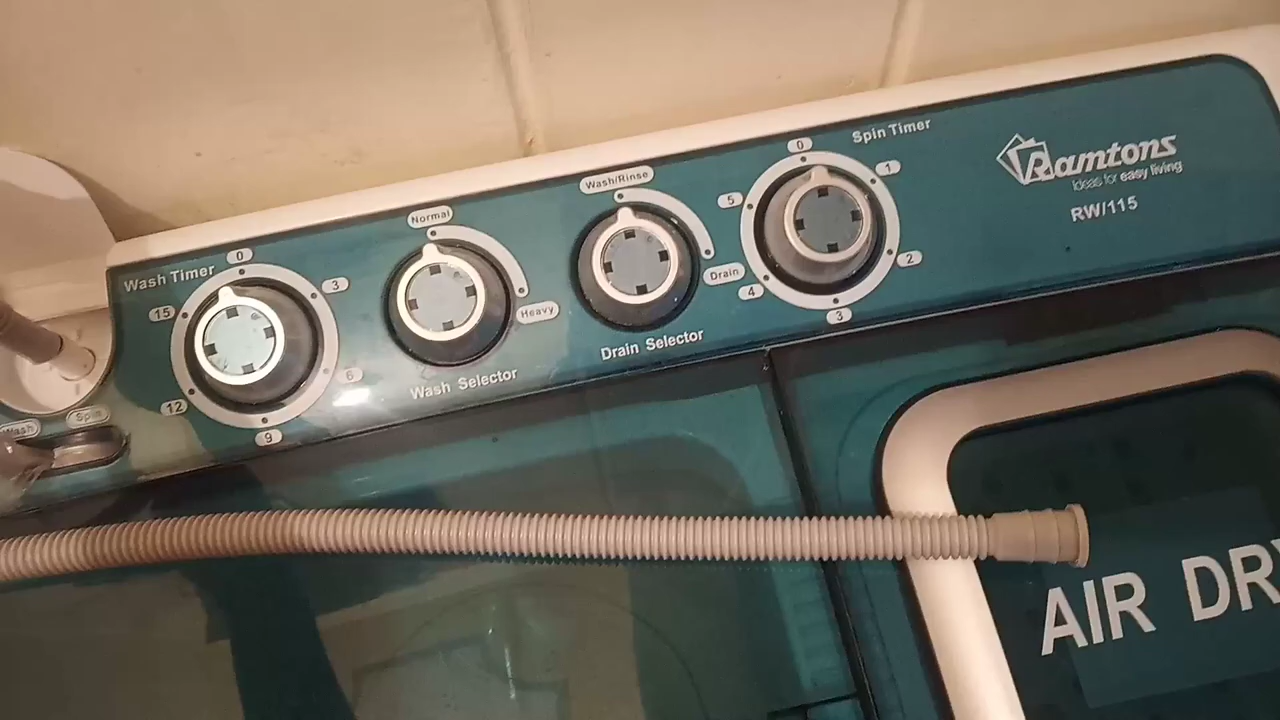 Wash Timer
0
3
6
9
12
15
Normal
Heavy
Wash Selector
Wash/Rinse
Drain
Drain Selector
Spin Timer
0
1
2
3
4
5
Ramtons
Ideas for easy living
RW/115
Wash
Spin
AIR DRY